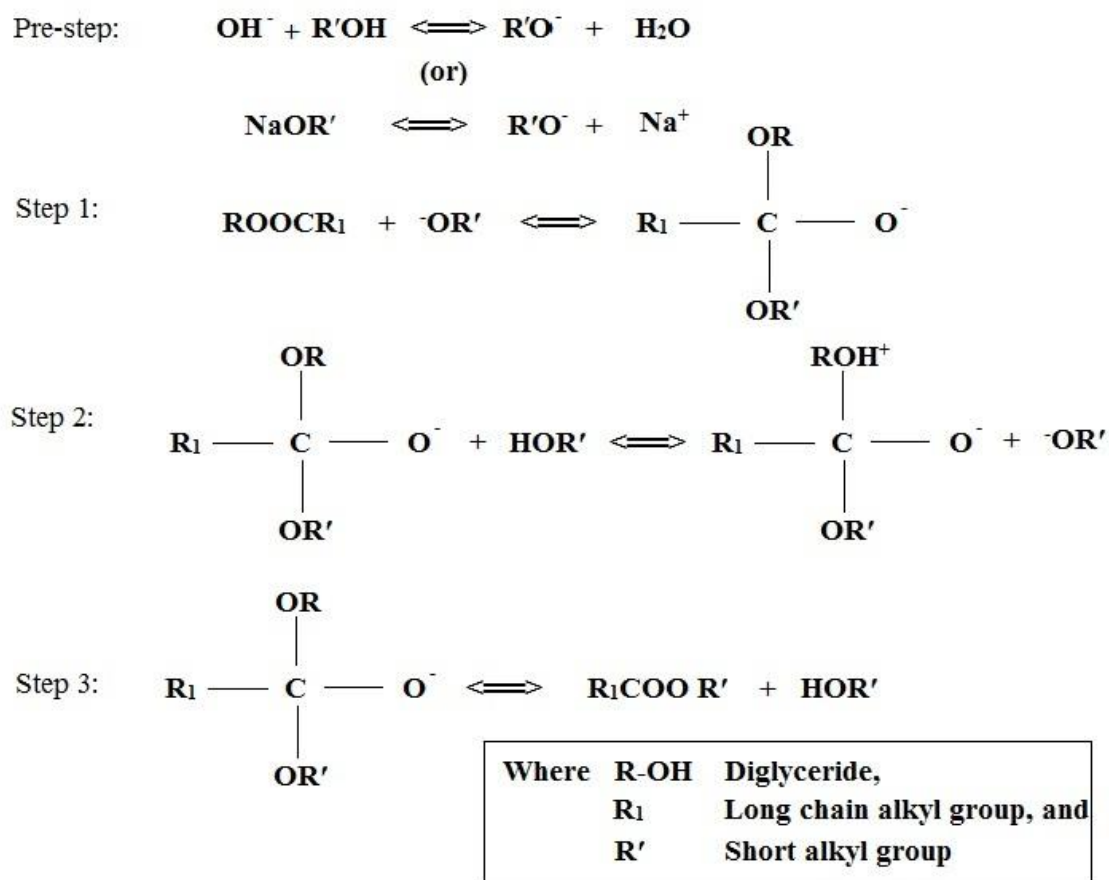 Pre-step: OH⁻ + R′OH ⟺ R′O⁻ + H₂O
(or)
NaOR′ ⟺ R′O⁻ + Na⁺
OR
Step 1: ROOCR₁ + ⁻OR′ ⟺ R₁ — C — O⁻
OR′
OR ROH⁺
Step 2: R₁ — C — O⁻ + HOR′ ⟺ R₁ — C — O⁻ + ⁻OR′
OR′ OR′
OR
Step 3: R₁ — C — O⁻ ⟺ R₁COO R′ + HOR′
OR′
Where R-OH Diglyceride,
R₁ Long chain alkyl group, and
R′ Short alkyl group